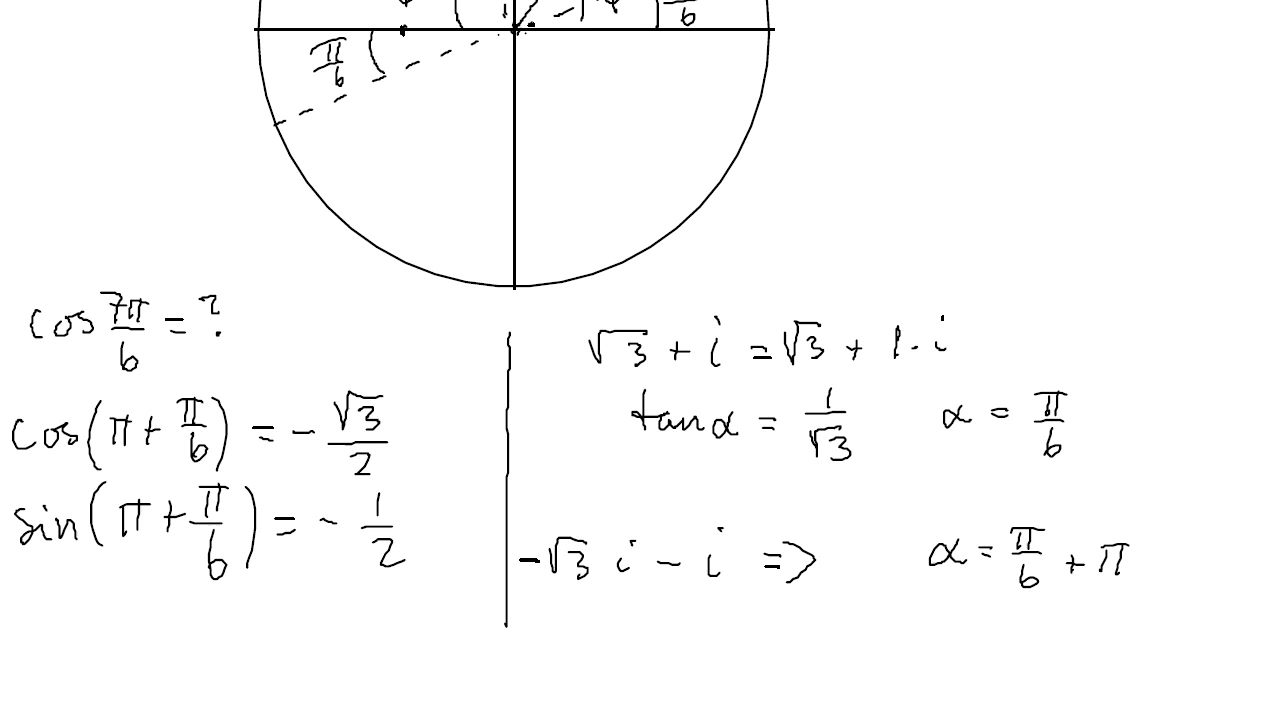 π/6
π/6
cos 7π/6 = ?
cos(π + π/6) = - √3/2
sin(π + π/6) = - 1/2
√3 + i = √3 + 1·i
tan α = 1/√3 α = π/6
-√3 i - i => α = π/6 + π